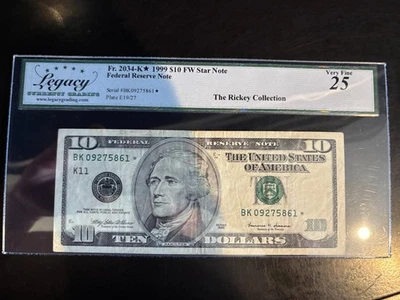 Legacy
CURRENCY GRADING
www.legacygrading.com
Fr. 2034-K★ 1999 $10 FW Star Note
Federal Reserve Note
Serial #BK09275861★
Plate E19/27
Very Fine
25
The Rickey Collection
10
FEDERAL RESERVE NOTE
10
BK 09275861 *
K11
THE UNITED STATES
OF AMERICA
BK 09275861 *
10
TEN DOLLARS
10